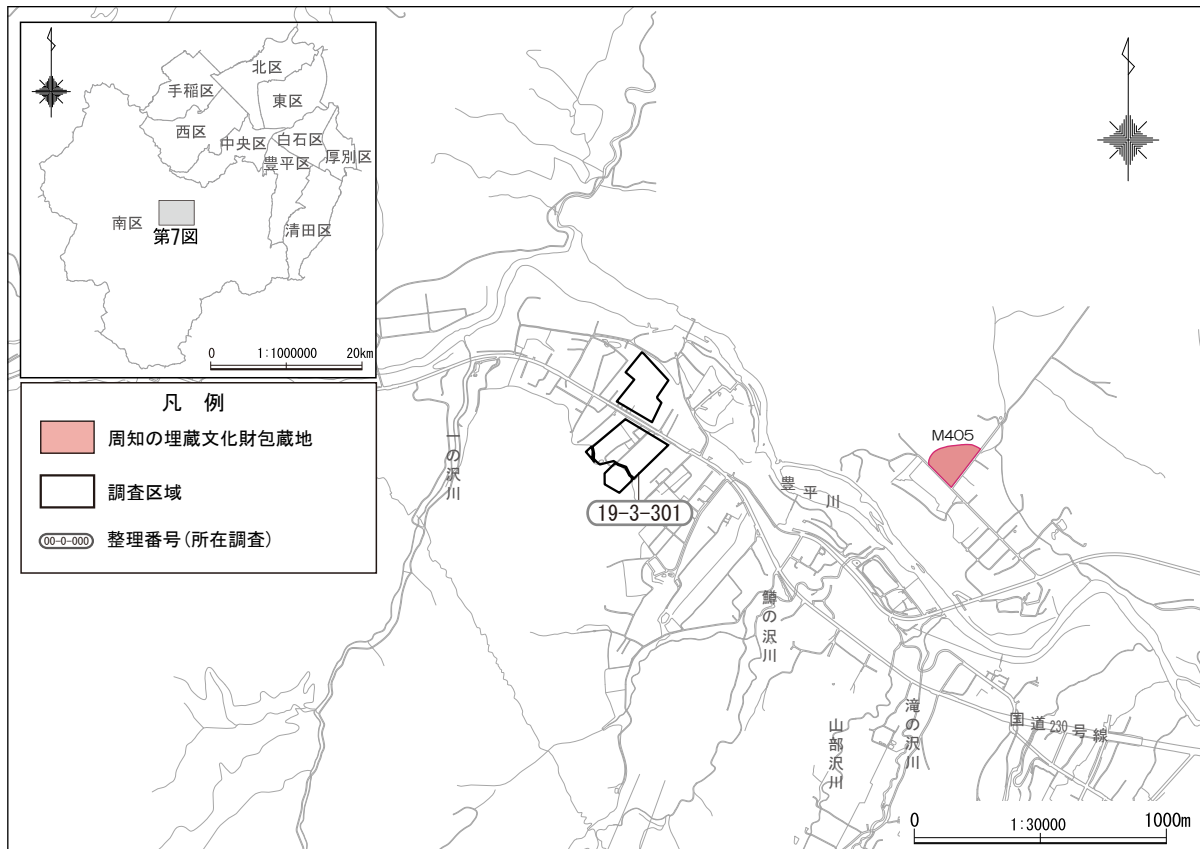 北区
手稲区
東区
西区
中央区
白石区
豊平区
厚別区
南区
清田区
第7図
0 1:1000000 20km
凡 例
周知の埋蔵文化財包蔵地
調査区域
00-0-000 整理番号(所在調査)
M405
一の沢川
19-3-301
豊平川
鱒の沢川
滝の沢川
山部沢川
国道230号線
0 1:30000 1000m